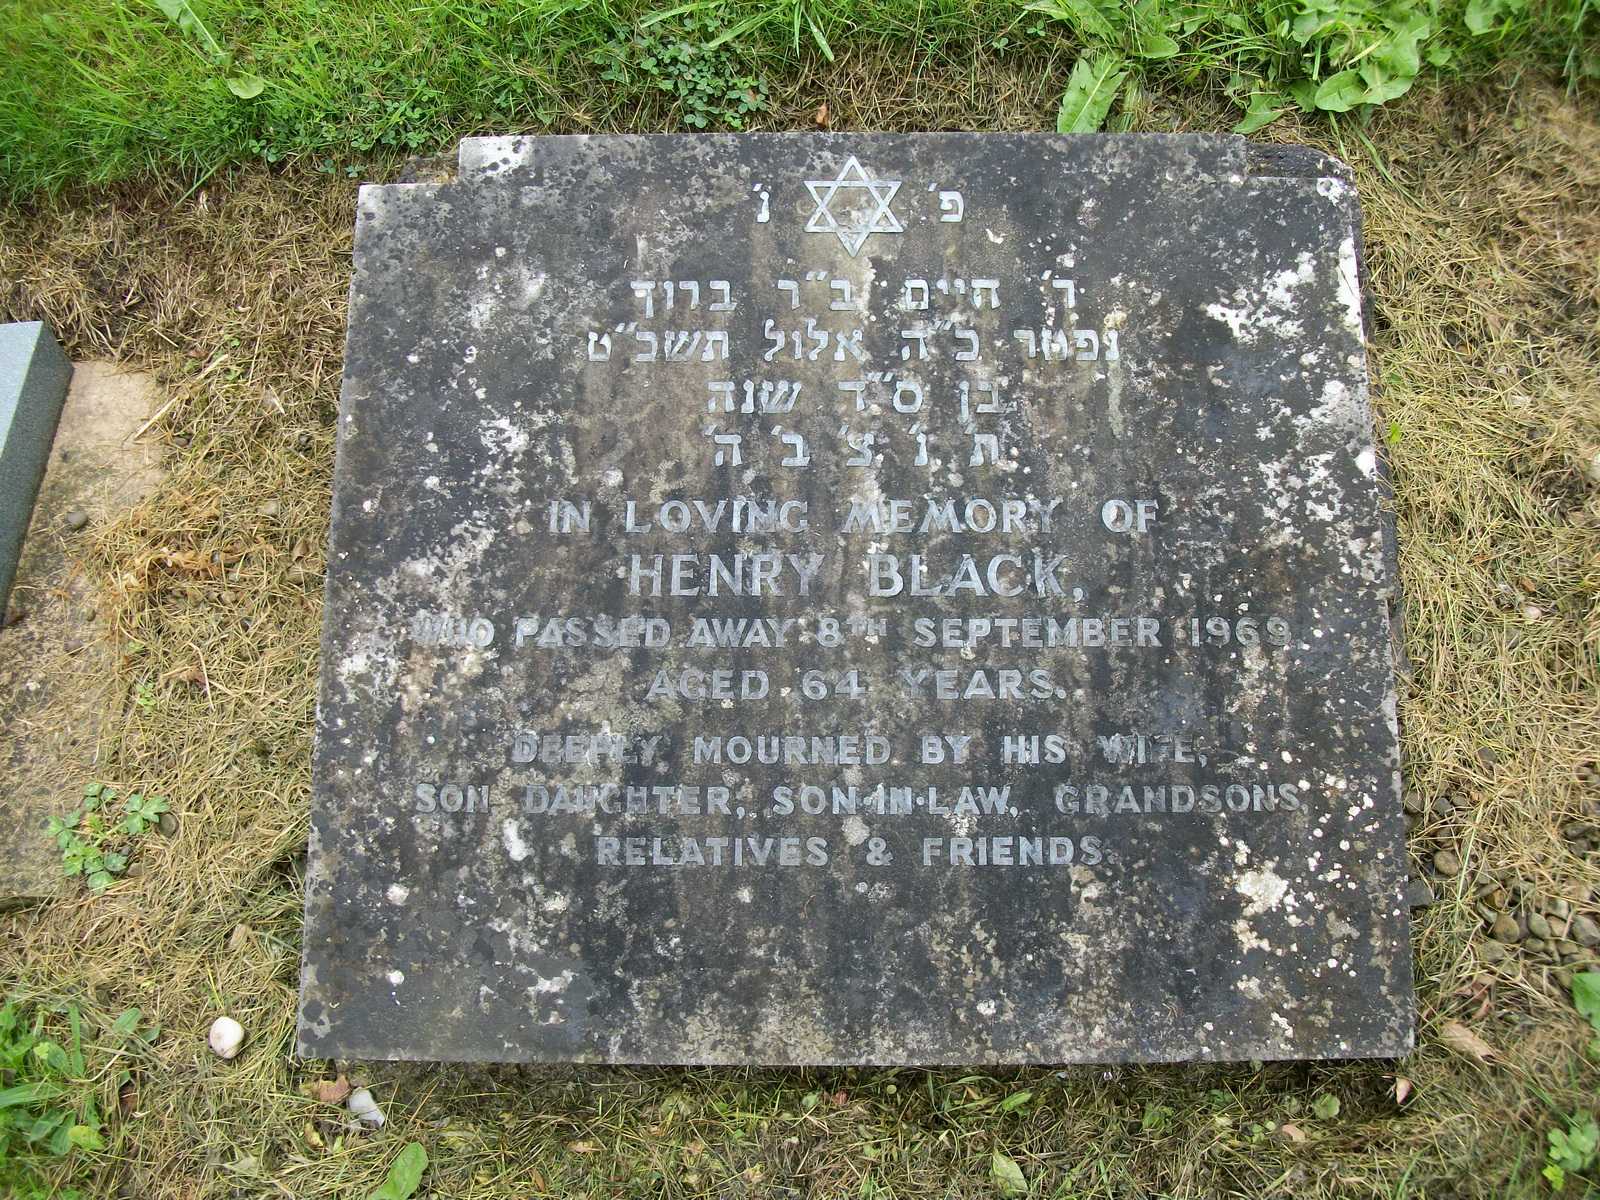 פ׳ נ׳
ר׳ חיים ב״ר ברוך
נפטר כ״ה אלול תשכ״ט
בן ס״ד שנה
ת׳ נ׳ צ׳ ב׳ ה׳
IN LOVING MEMORY OF
HENRY BLACK,
WHO PASSED AWAY 8TH SEPTEMBER 1969
AGED 64 YEARS.
DEEPLY MOURNED BY HIS WIFE,
SON DAUGHTER, SON·IN·LAW, GRANDSONS,
RELATIVES & FRIENDS.